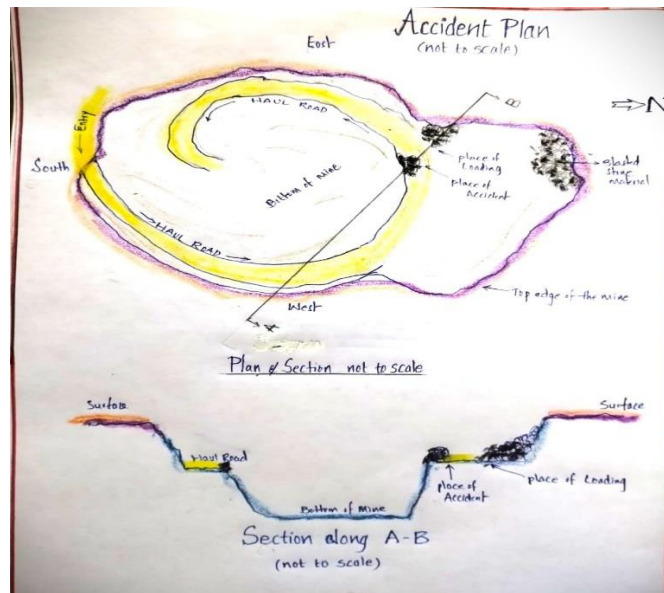 Accident Plan
(not to scale)
East
N
HAUL ROAD
B
Entry
place of
Loading
place of
Accident
Blasted
stone
material
South
Bottom of mine
HAUL ROAD
Top edge of the mine
West
A
Plan & Section not to scale
Surface
Surface
Haul Road
place of
Accident
place of Loading
Bottom of Mine
Section along A-B
(not to scale)